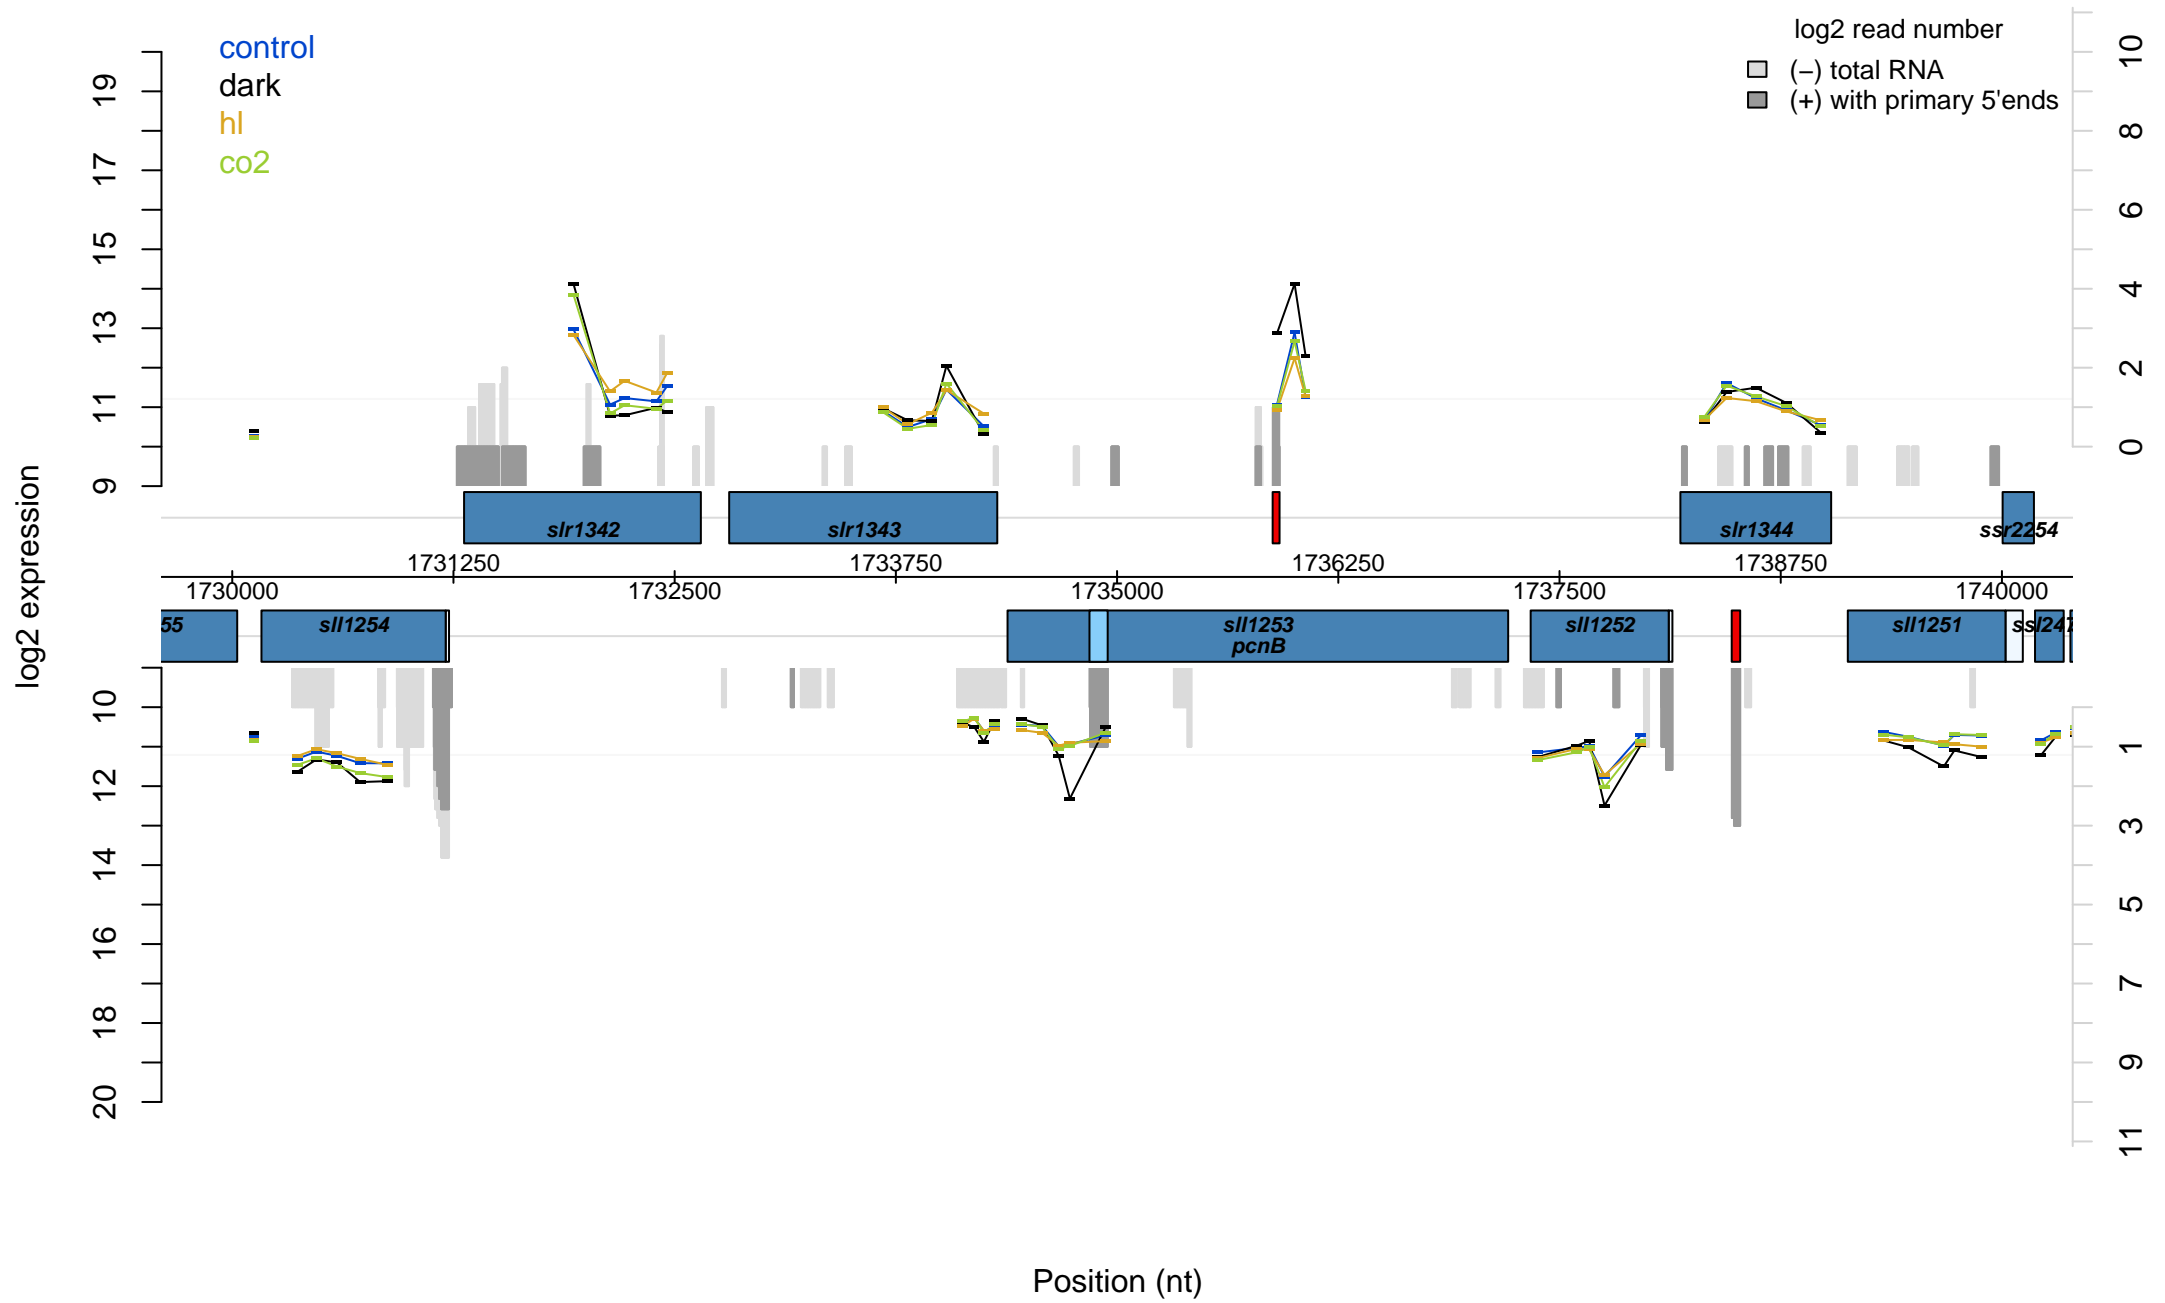 control
dark
hl
co2
log2 read number
(−) total RNA
(+) with primary 5'ends
19
17
15
13
11
9
10
8
6
4
2
0
log2 expression
slr1342
slr1343
slr1344
ssr2254
1731250
1733750
1736250
1738750
1730000
1732500
1735000
1737500
1740000
55
sll1254
sll1253
pcnB
sll1252
sll1251
ssl247
10
12
14
16
18
20
1
3
5
7
9
11
Position (nt)